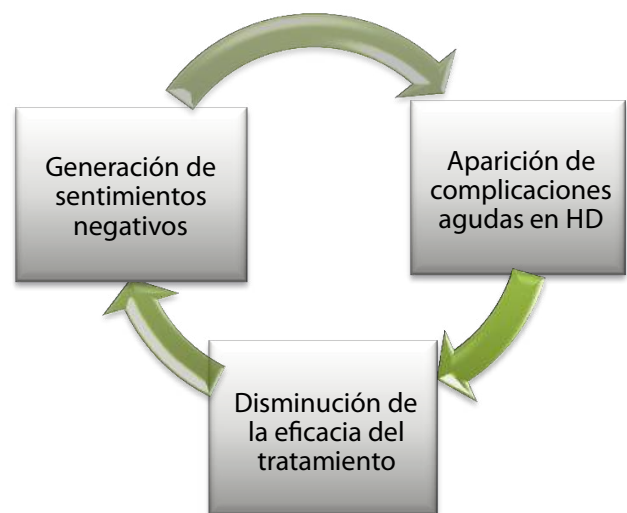 Generación de
sentimientos
negativos
Aparición de
complicaciones
agudas en HD
Disminución de
la eficacia del
tratamiento